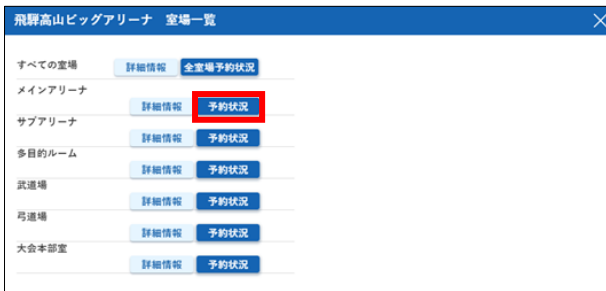 飛騨高山ビッグアリーナ 室場一覧 ×
すべての室場 詳細情報 全室場予約状況
メインアリーナ
詳細情報 予約状況
サブアリーナ
詳細情報 予約状況
多目的ルーム
詳細情報 予約状況
武道場
詳細情報 予約状況
弓道場
詳細情報 予約状況
大会本部室
詳細情報 予約状況